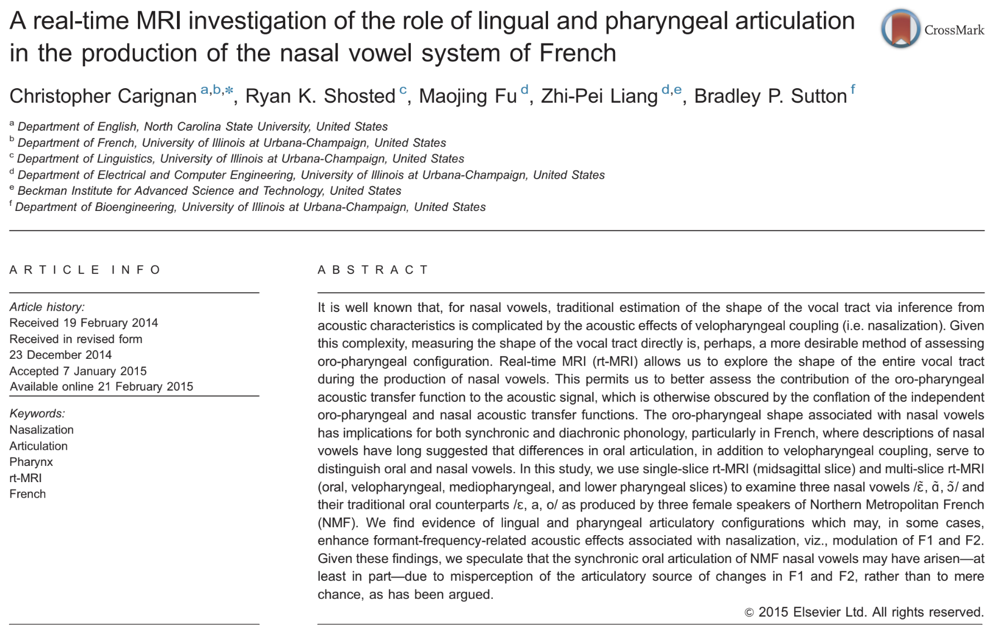 A real-time MRI investigation of the role of lingual and pharyngeal articulation
in the production of the nasal vowel system of French
CrossMark
Christopher Carignan a,b,*, Ryan K. Shosted c, Maojing Fu d, Zhi-Pei Liang d,e, Bradley P. Sutton f
a Department of English, North Carolina State University, United States
b Department of French, University of Illinois at Urbana-Champaign, United States
c Department of Linguistics, University of Illinois at Urbana-Champaign, United States
d Department of Electrical and Computer Engineering, University of Illinois at Urbana-Champaign, United States
e Beckman Institute for Advanced Science and Technology, United States
f Department of Bioengineering, University of Illinois at Urbana-Champaign, United States
ARTICLE INFO
Article history:
Received 19 February 2014
Received in revised form
23 December 2014
Accepted 7 January 2015
Available online 21 February 2015
Keywords:
Nasalization
Articulation
Pharynx
rt-MRI
French
ABSTRACT
It is well known that, for nasal vowels, traditional estimation of the shape of the vocal tract via inference from
acoustic characteristics is complicated by the acoustic effects of velopharyngeal coupling (i.e. nasalization). Given
this complexity, measuring the shape of the vocal tract directly is, perhaps, a more desirable method of assessing
oro-pharyngeal configuration. Real-time MRI (rt-MRI) allows us to explore the shape of the entire vocal tract
during the production of nasal vowels. This permits us to better assess the contribution of the oro-pharyngeal
acoustic transfer function to the acoustic signal, which is otherwise obscured by the conflation of the independent
oro-pharyngeal and nasal acoustic transfer functions. The oro-pharyngeal shape associated with nasal vowels
has implications for both synchronic and diachronic phonology, particularly in French, where descriptions of nasal
vowels have long suggested that differences in oral articulation, in addition to velopharyngeal coupling, serve to
distinguish oral and nasal vowels. In this study, we use single-slice rt-MRI (midsagittal slice) and multi-slice rt-MRI
(oral, velopharyngeal, mediopharyngeal, and lower pharyngeal slices) to examine three nasal vowels /ɛ̃, ɑ̃, ɔ̃/ and
their traditional oral counterparts /ɛ, a, o/ as produced by three female speakers of Northern Metropolitan French
(NMF). We find evidence of lingual and pharyngeal articulatory configurations which may, in some cases,
enhance formant-frequency-related acoustic effects associated with nasalization, viz., modulation of F1 and F2.
Given these findings, we speculate that the synchronic oral articulation of NMF nasal vowels may have arisen—at
least in part—due to misperception of the articulatory source of changes in F1 and F2, rather than to mere
chance, as has been argued.
© 2015 Elsevier Ltd. All rights reserved.